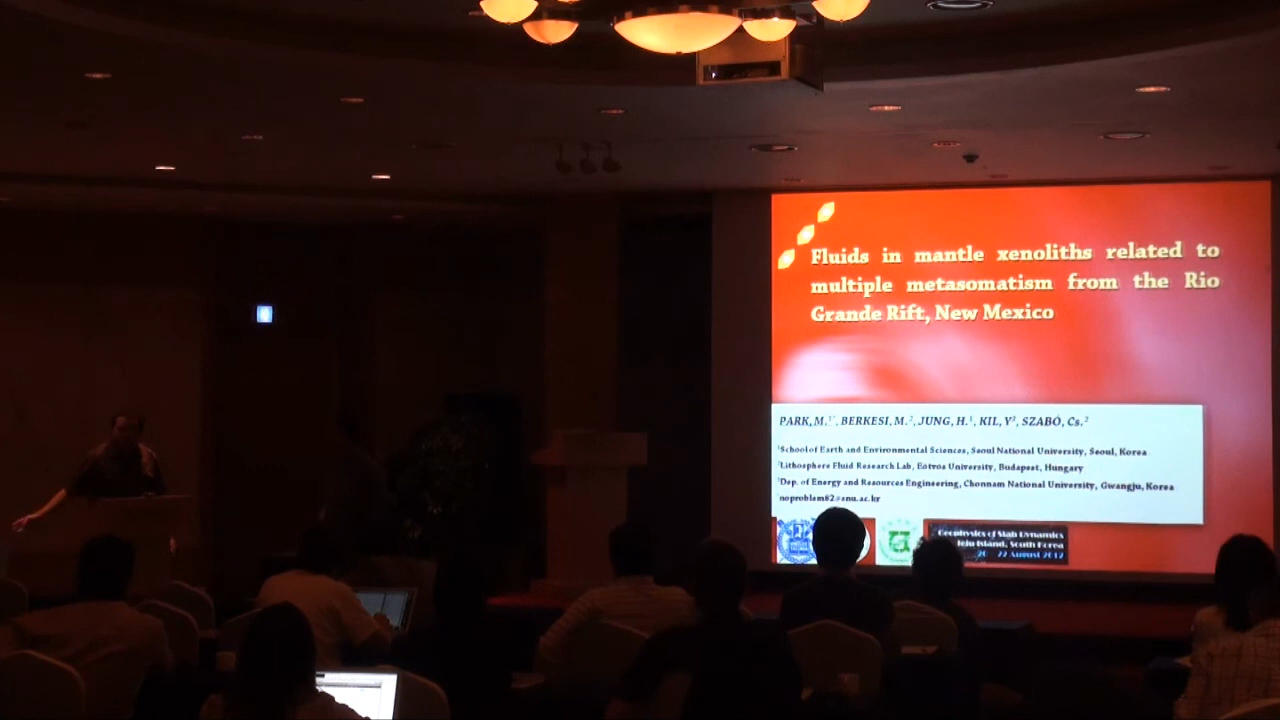 Fluids in mantle xenoliths related to
multiple metasomatism from the Rio
Grande Rift, New Mexico
PARK, M.¹*, BERKESI, M.², JUNG, H.¹, KIL, Y³, SZABÓ, Cs.²
¹School of Earth and Environmental Sciences, Seoul National University, Seoul, Korea
²Lithosphere Fluid Research Lab, Eötvös University, Budapest, Hungary
³Dep. of Energy and Resources Engineering, Chonnam National University, Gwangju, Korea
noproblem82@snu.ac.kr
Geophysics of Slab Dynamics
Jeju Island, South Korea
20 - 22 August 2012